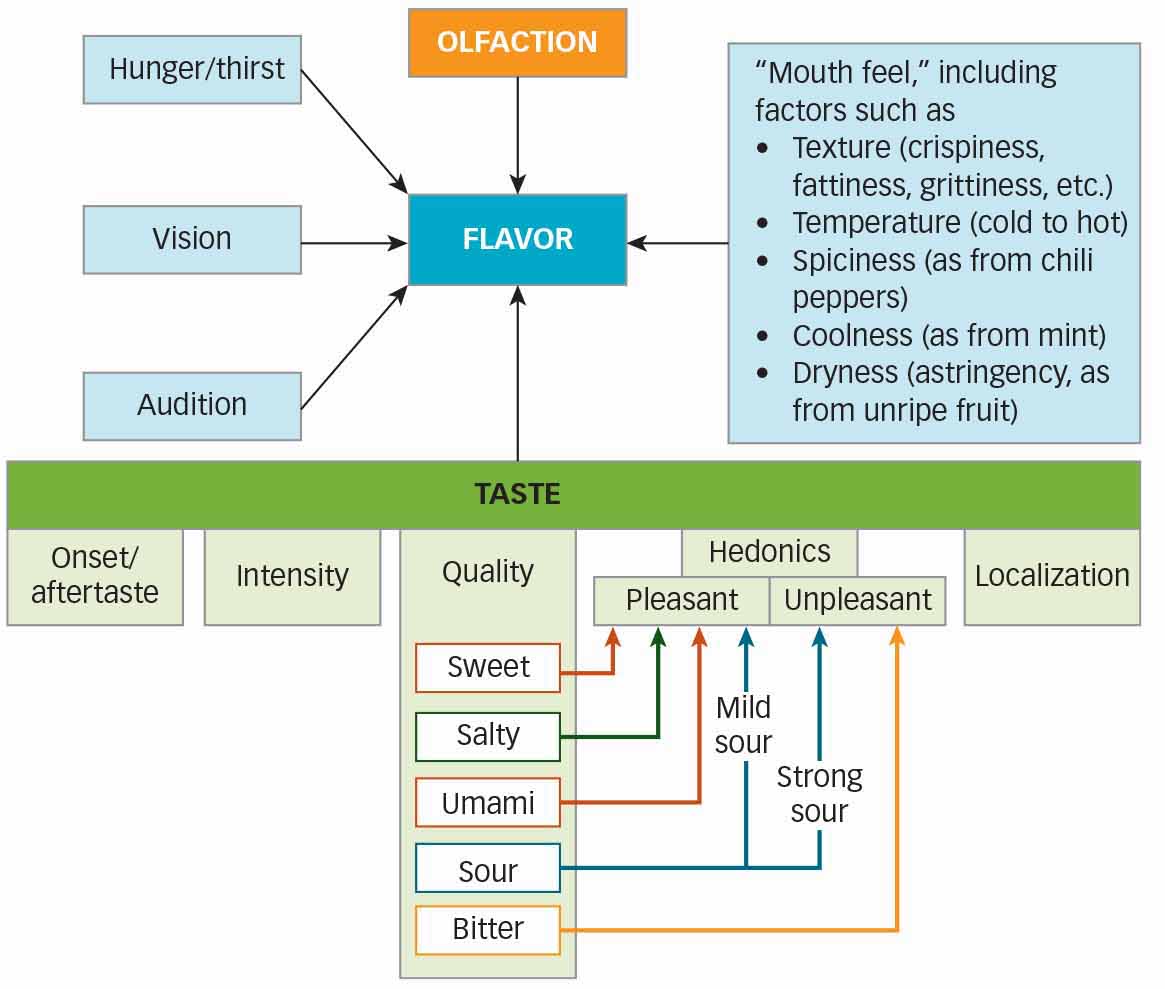 OLFACTION
Hunger/thirst
Vision
Audition
FLAVOR
“Mouth feel,” including
factors such as
• Texture (crispiness,
fattiness, grittiness, etc.)
• Temperature (cold to hot)
• Spiciness (as from chili
peppers)
• Coolness (as from mint)
• Dryness (astringency, as
from unripe fruit)
TASTE
Onset/
aftertaste
Intensity
Quality
Hedonics
Pleasant
Unpleasant
Localization
Sweet
Salty
Umami
Sour
Bitter
Mild
sour
Strong
sour